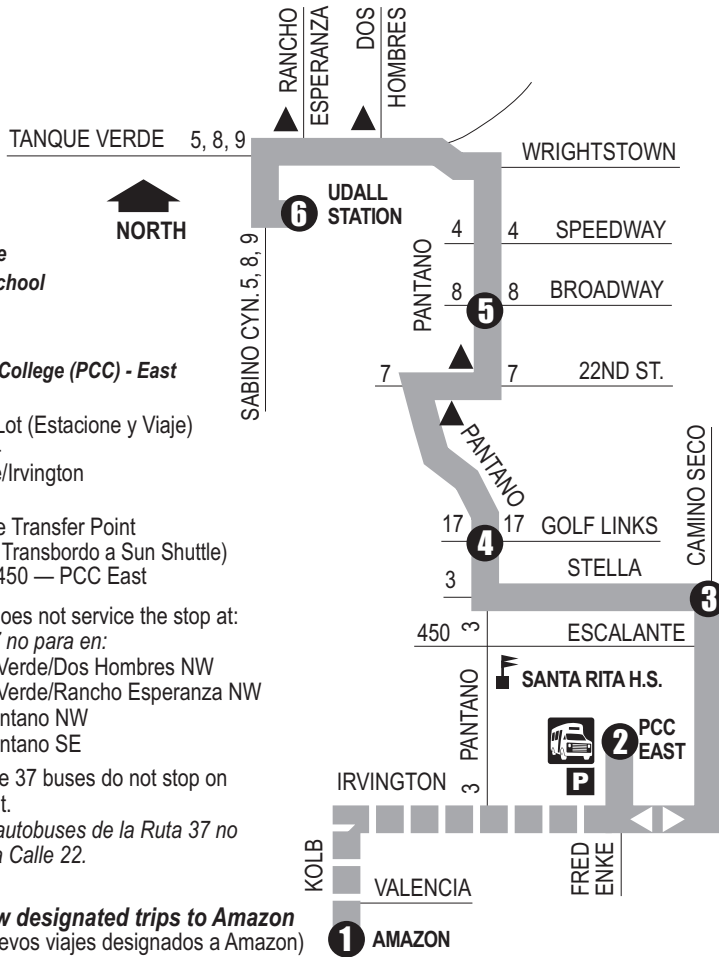 RANCHO
ESPERANZA
DOS
HOMBRES
TANQUE VERDE 5, 8, 9
WRIGHTSTOWN
NORTH
6
UDALL
STATION
SABINO CYN. 5, 8, 9
PANTANO
4 4 SPEEDWAY
8 8 BROADWAY
5
7 7 22ND ST.
PANTANO
17 17 GOLF LINKS
4
CAMINO SECO
3 STELLA
3
450 3 ESCALANTE
SANTA RITA H.S.
PANTANO
2
PCC
EAST
P
IRVINGTON 3
KOLB
FRED
ENKE
VALENCIA
1 AMAZON
e
chool
College (PCC) - East
Lot (Estacione y Viaje)
e/Irvington
e Transfer Point
Transbordo a Sun Shuttle)
450 — PCC East
oes not service the stop at:
7 no para en:
Verde/Dos Hombres NW
Verde/Rancho Esperanza NW
ntano NW
ntano SE
e 37 buses do not stop on
t.
autobuses de la Ruta 37 no
a Calle 22.
w designated trips to Amazon
evos viajes designados a Amazon)